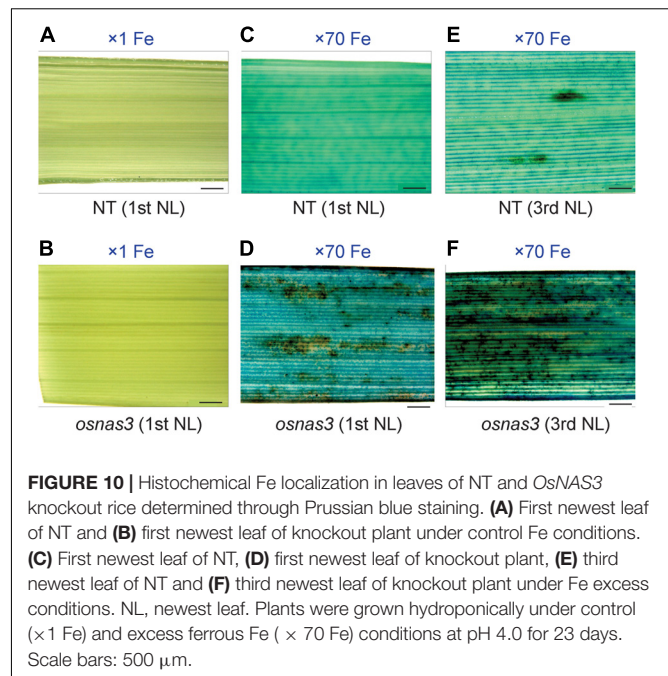 A ×1 Fe
C ×70 Fe
E ×70 Fe
NT (1st NL)
NT (1st NL)
NT (3rd NL)
B ×1 Fe
D ×70 Fe
F ×70 Fe
osnas3 (1st NL)
osnas3 (1st NL)
osnas3 (3rd NL)
FIGURE 10 | Histochemical Fe localization in leaves of NT and OsNAS3
knockout rice determined through Prussian blue staining. (A) First newest leaf
of NT and (B) first newest leaf of knockout plant under control Fe conditions.
(C) First newest leaf of NT, (D) first newest leaf of knockout plant, (E) third
newest leaf of NT and (F) third newest leaf of knockout plant under Fe excess
conditions. NL, newest leaf. Plants were grown hydroponically under control
(×1 Fe) and excess ferrous Fe ( × 70 Fe) conditions at pH 4.0 for 23 days.
Scale bars: 500 μm.